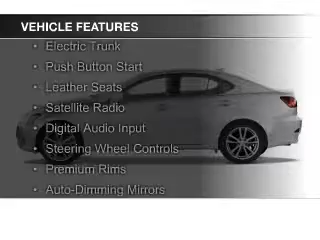 VEHICLE FEATURES
• Electric Trunk
• Push Button Start
• Leather Seats
• Satellite Radio
• Digital Audio Input
• Steering Wheel Controls
• Premium Rims
• Auto-Dimming Mirrors